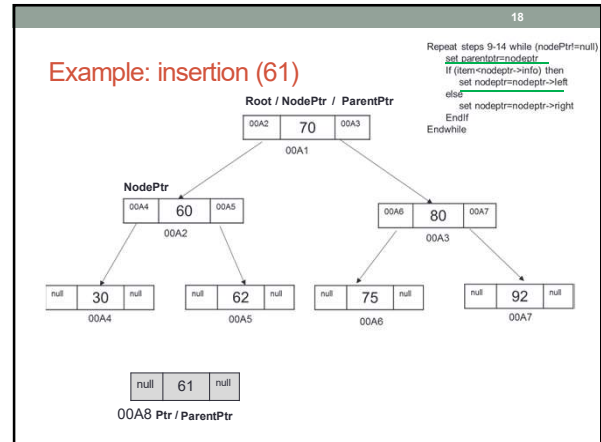 18
Repeat steps 9-14 while (nodePtr!=null)
set parentptr=nodeptr
If (item<nodeptr->info) then
set nodeptr=nodeptr->left
else
set nodeptr=nodeptr->right
EndIf
Endwhile
Example: insertion (61)
Root / NodePtr / ParentPtr
00A2 70 00A3
00A1
NodePtr
00A4 60 00A5
00A2
00A6 80 00A7
00A3
null 30 null
00A4
null 62 null
00A5
null 75 null
00A6
null 92 null
00A7
null 61 null
00A8 Ptr / ParentPtr